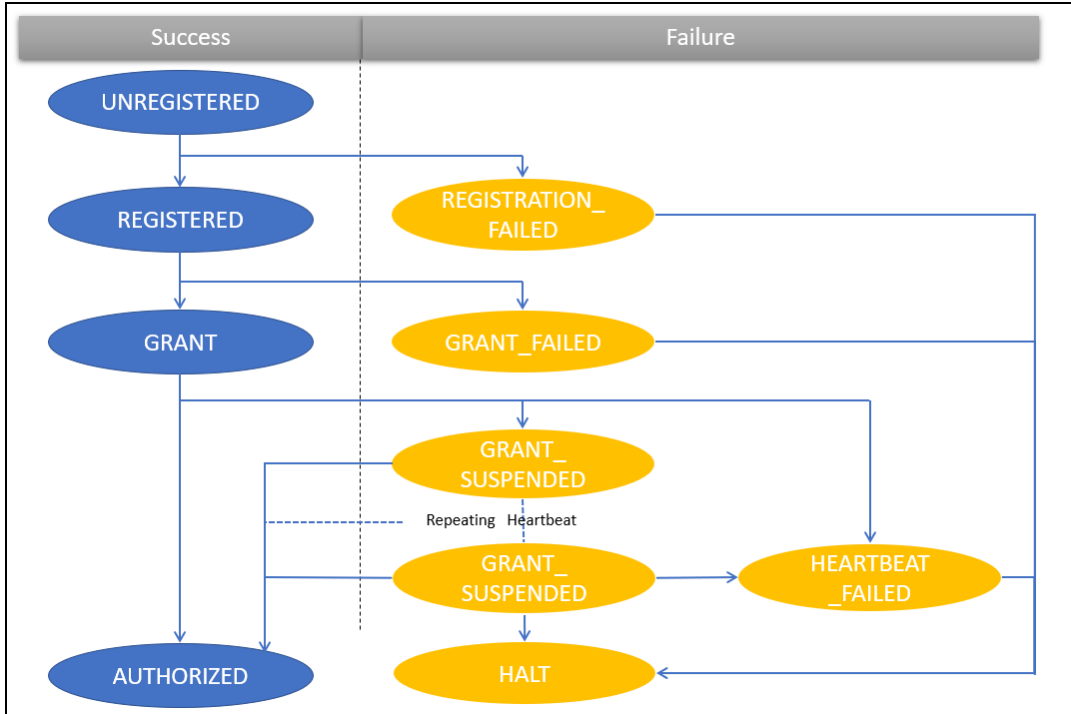 Success
Failure
UNREGISTERED
REGISTERED
REGISTRATION_
FAILED
GRANT
GRANT_FAILED
GRANT_
SUSPENDED
Repeating Heartbeat
GRANT_
SUSPENDED
HEARTBEAT
_FAILED
AUTHORIZED
HALT